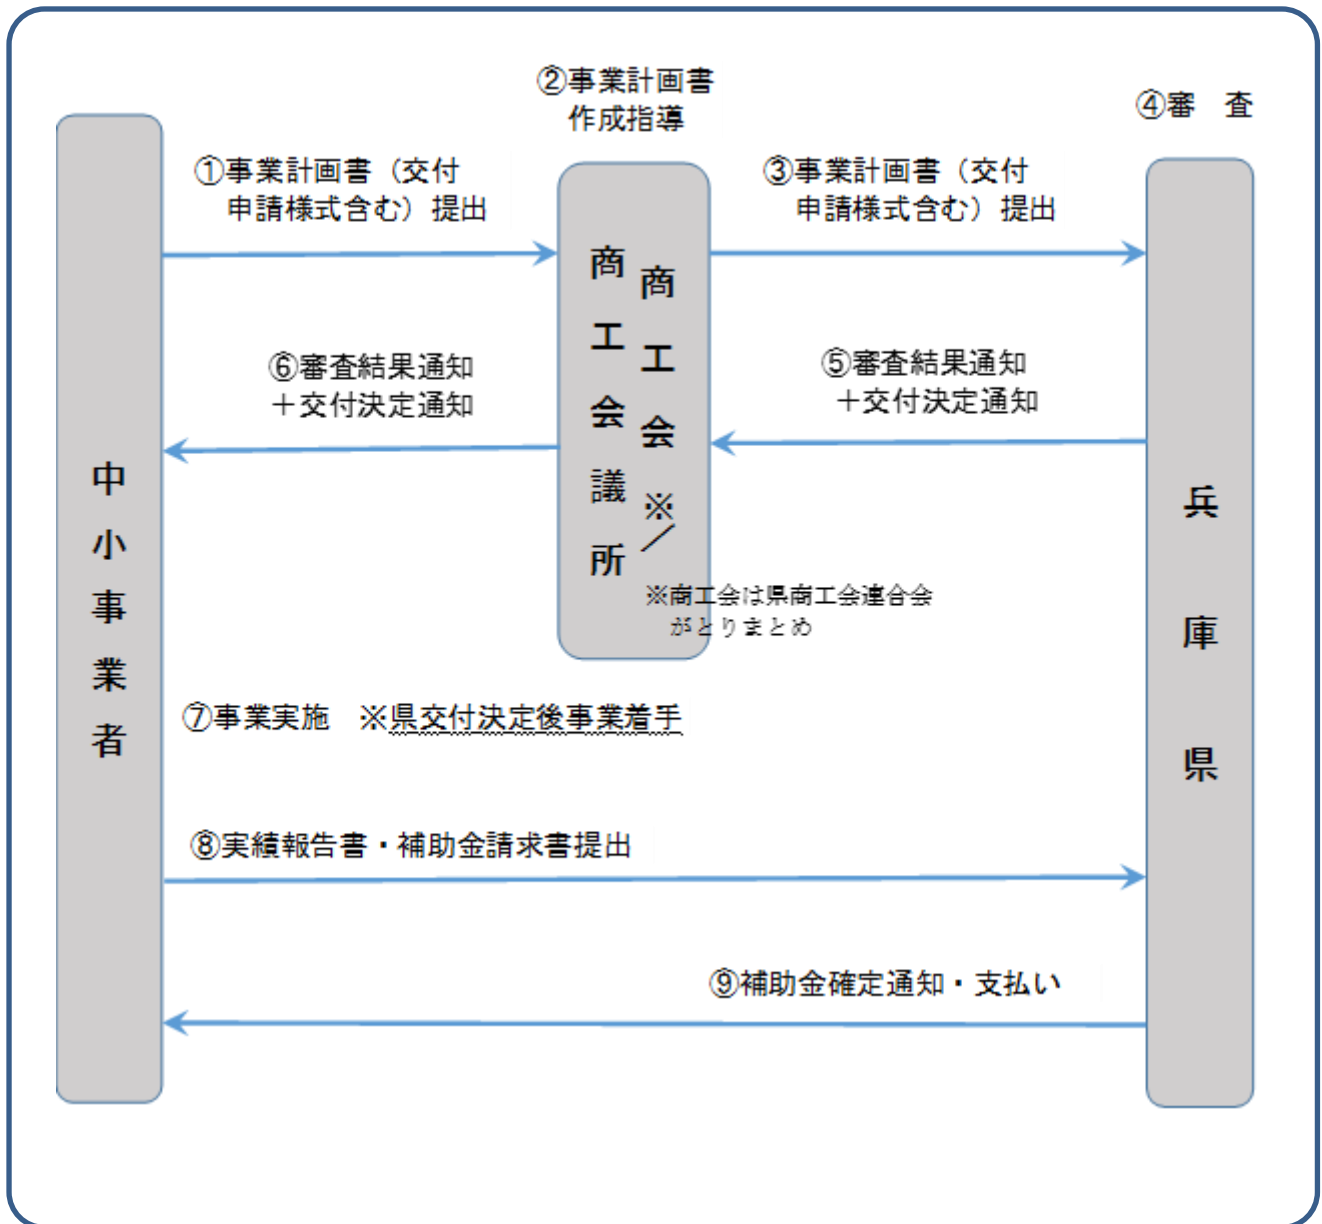 ②事業計画書
作成指導
④審　査
①事業計画書（交付
申請様式含む）提出
③事業計画書（交付
申請様式含む）提出
商工会※／
商工会議所
⑥審査結果通知
＋交付決定通知
⑤審査結果通知
＋交付決定通知
中小事業者
兵庫県
※商工会は県商工会連合会
がとりまとめ
⑦事業実施　※県交付決定後事業着手
⑧実績報告書・補助金請求書提出
⑨補助金確定通知・支払い